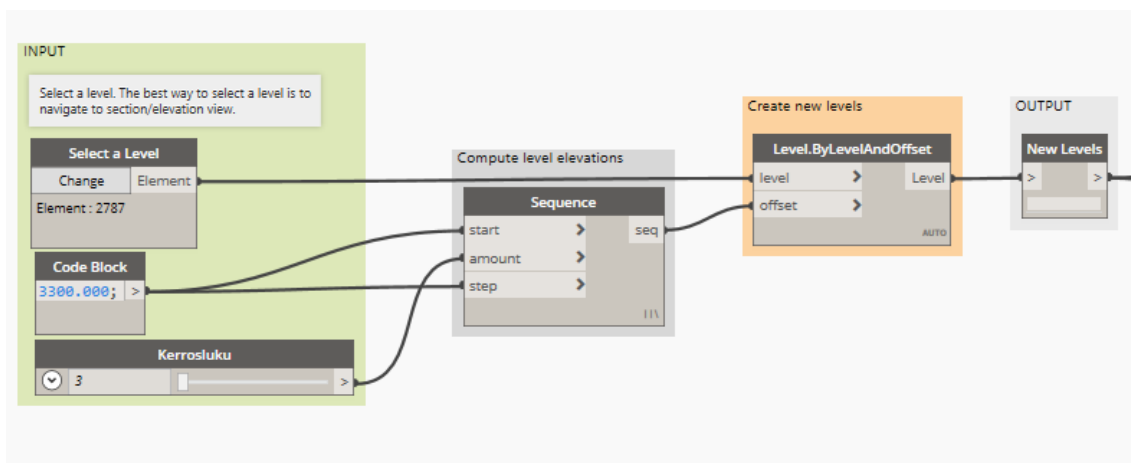 INPUT
Select a level. The best way to select a level is to
navigate to section/elevation view.
Select a Level
Change Element
Element : 2787
Code Block
3300.000; >
Kerrosluku
3 >
Compute level elevations
Sequence
start > seq
amount >
step >
Create new levels
Level.ByLevelAndOffset
level > Level
offset >
AUTO
OUTPUT
New Levels
> >